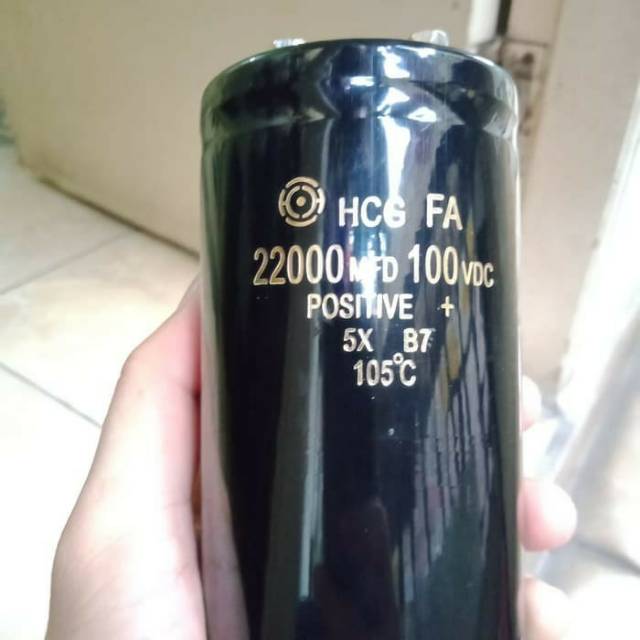 HCG FA
22000 MFD 100 VDC
POSITIVE +
5X B7
105°C